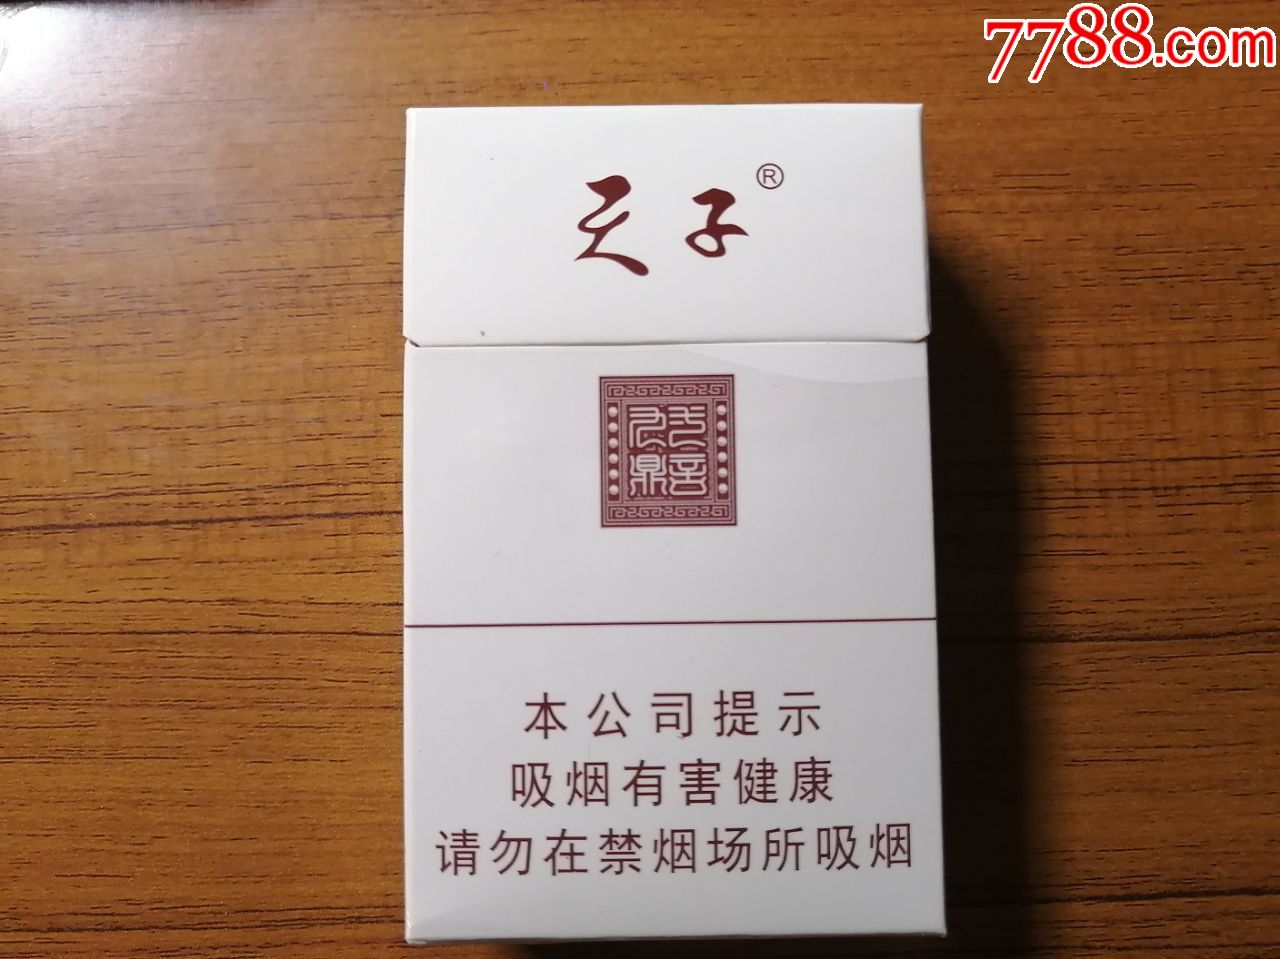 7788.com
天子®
本公司提示
吸烟有害健康
请勿在禁烟场所吸烟